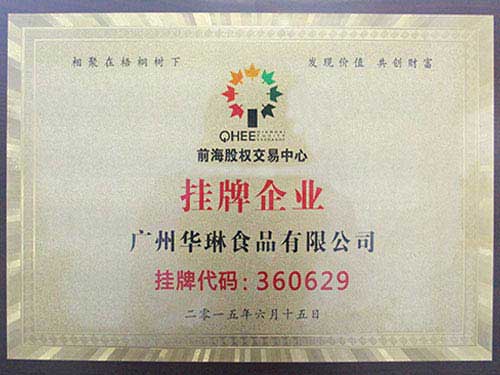 相聚在梧桐树下
发现价值 共创财富
QHEE
前海股权交易中心
挂牌企业
广州华琳食品有限公司
挂牌代码：360629
二零一五年六月十五日